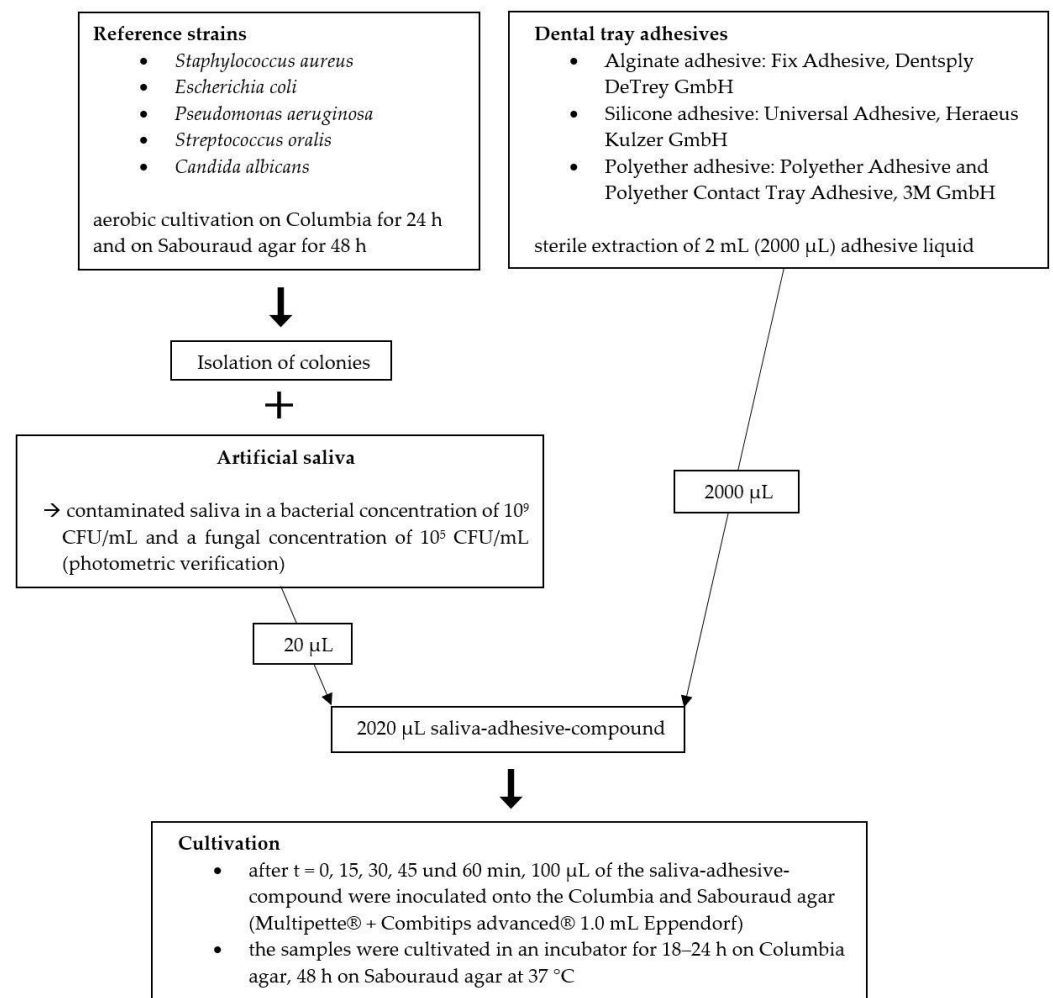 Reference strains
• Staphylococcus aureus
• Escherichia coli
• Pseudomonas aeruginosa
• Streptococcus oralis
• Candida albicans
aerobic cultivation on Columbia for 24 h
and on Sabouraud agar for 48 h
Dental tray adhesives
• Alginate adhesive: Fix Adhesive, Dentsply
DeTrey GmbH
• Silicone adhesive: Universal Adhesive, Heraeus
Kulzer GmbH
• Polyether adhesive: Polyether Adhesive and
Polyether Contact Tray Adhesive, 3M GmbH
sterile extraction of 2 mL (2000 µL) adhesive liquid
Isolation of colonies
+
Artificial saliva
→ contaminated saliva in a bacterial concentration of 10⁹
CFU/mL and a fungal concentration of 10⁵ CFU/mL
(photometric verification)
2000 µL
20 µL
2020 µL saliva-adhesive-compound
Cultivation
• after t = 0, 15, 30, 45 und 60 min, 100 µL of the saliva-adhesive-
compound were inoculated onto the Columbia and Sabouraud agar
(Multipette® + Combitips advanced® 1.0 mL Eppendorf)
• the samples were cultivated in an incubator for 18–24 h on Columbia
agar, 48 h on Sabouraud agar at 37 °C